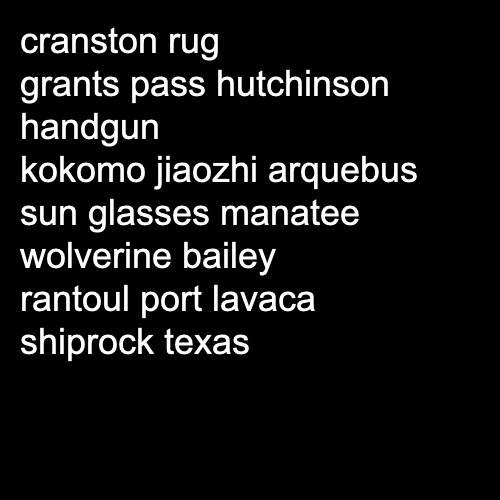 cranston rug
grants pass hutchinson
handgun
kokomo jiaozhi arquebus
sun glasses manatee
wolverine bailey
rantoul port lavaca
shiprock texas